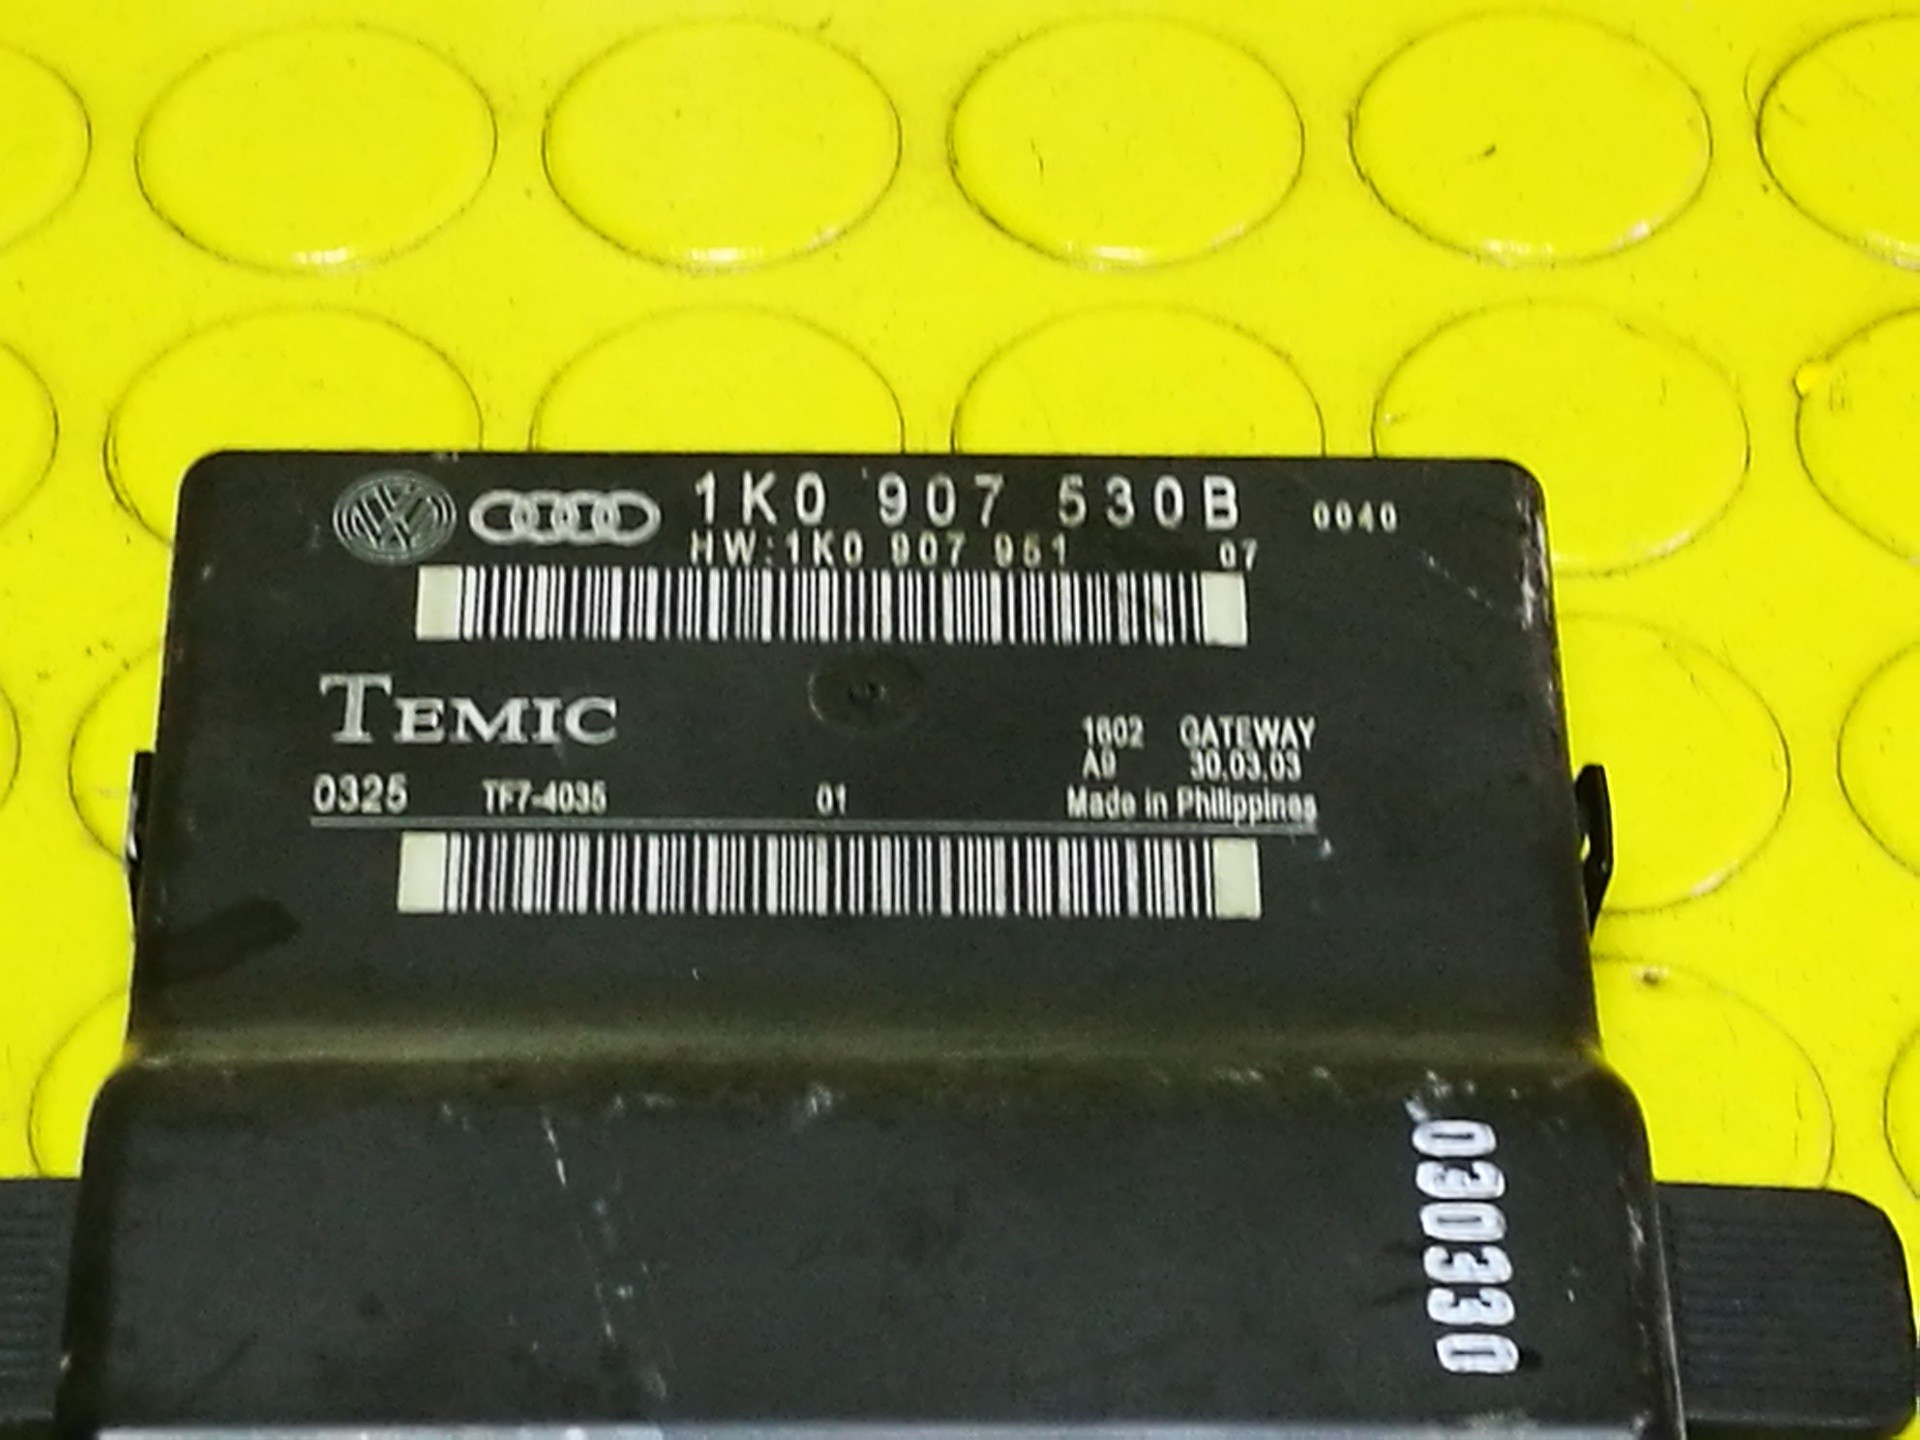 1K0 907 530B 0040
HW: 1K0 907 951 07
TEMIC
1602 GATEWAY
A9 30.03.03
0325 TF7-4035 01 Made in Philippines
030330